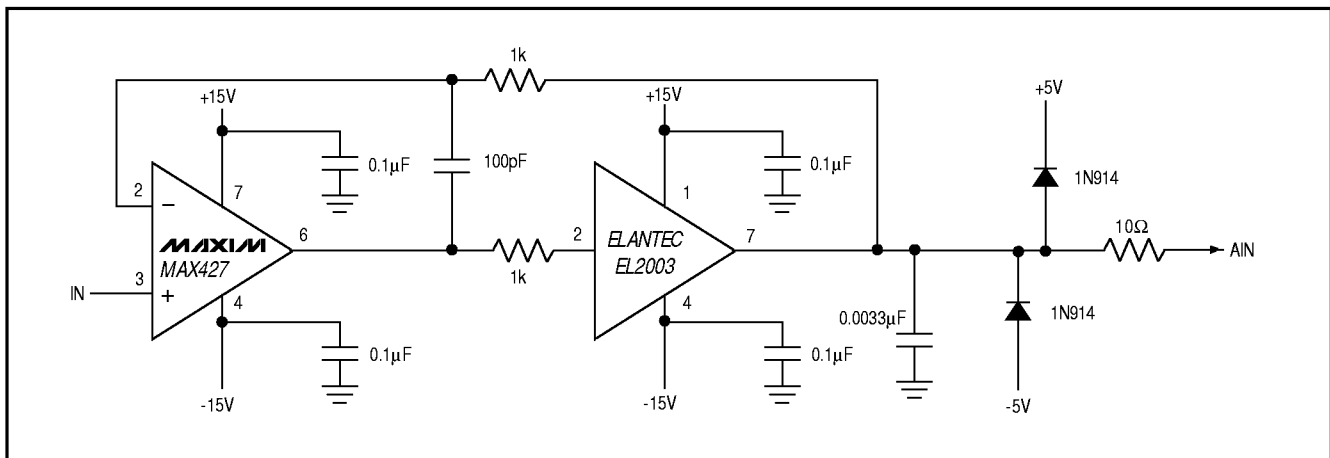 1k
+15V
+15V
+5V
0.1µF
100pF
0.1µF
1N914
2
7
1
−
MAXIM
MAX427
6
2
ELANTEC
EL2003
7
10Ω
AIN
IN
3
+
4
1k
4
0.0033µF
1N914
0.1µF
0.1µF
-15V
-15V
-5V